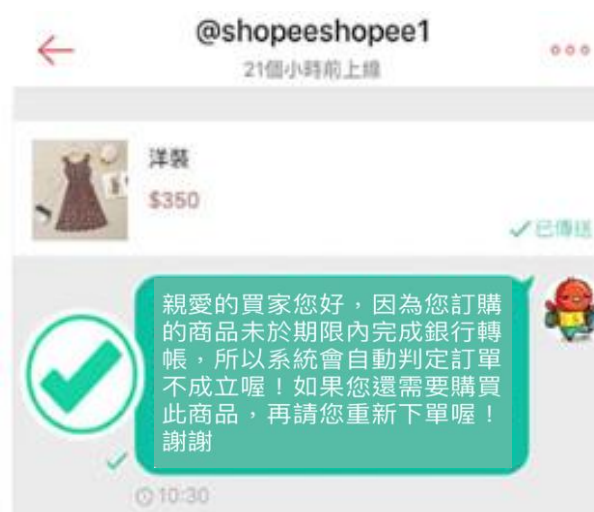 @shopeeshopee1
21個小時前上線
洋裝
$350
已傳送
親愛的買家您好,因為您訂購
的商品未於期限內完成銀行轉
帳,所以系統會自動判定訂單
不成立喔!如果您還需要購買
此商品,再請您重新下單喔!
謝謝
10:30